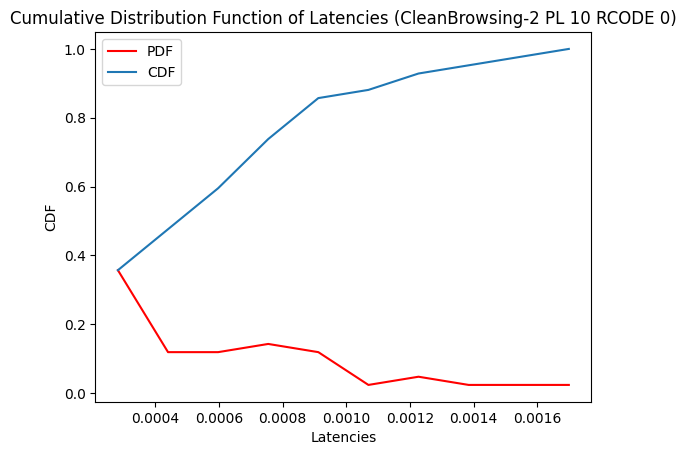 Cumulative Distribution Function of Latencies (CleanBrowsing-2 PL 10 RCODE 0)
PDF
CDF
1.0
0.8
0.6
0.4
0.2
0.0
CDF
0.0004
0.0006
0.0008
0.0010
0.0012
0.0014
0.0016
Latencies